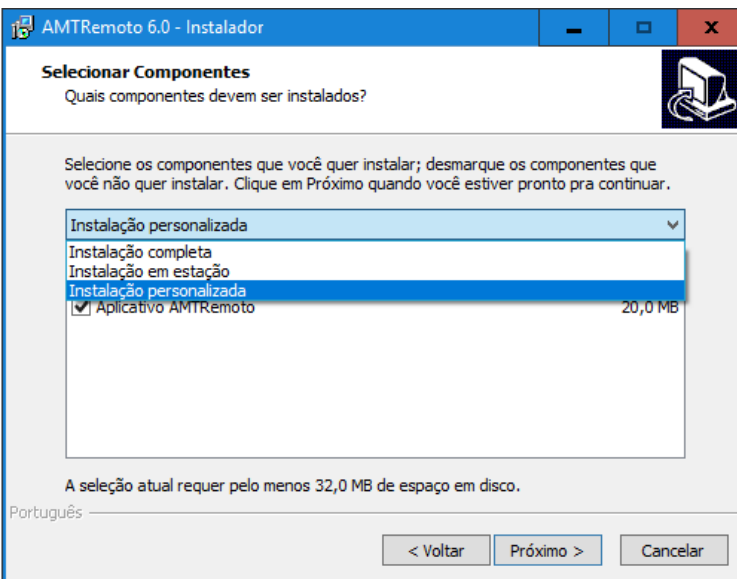 AMTRemoto 6.0 - Instalador
Selecionar Componentes
Quais componentes devem ser instalados?
Selecione os componentes que você quer instalar; desmarque os componentes que
você não quer instalar. Clique em Próximo quando você estiver pronto pra continuar.
Instalação personalizada
Instalação completa
Instalação em estação
Instalação personalizada
Aplicativo AMTRemoto 20,0 MB
A seleção atual requer pelo menos 32,0 MB de espaço em disco.
Português
< Voltar Próximo > Cancelar